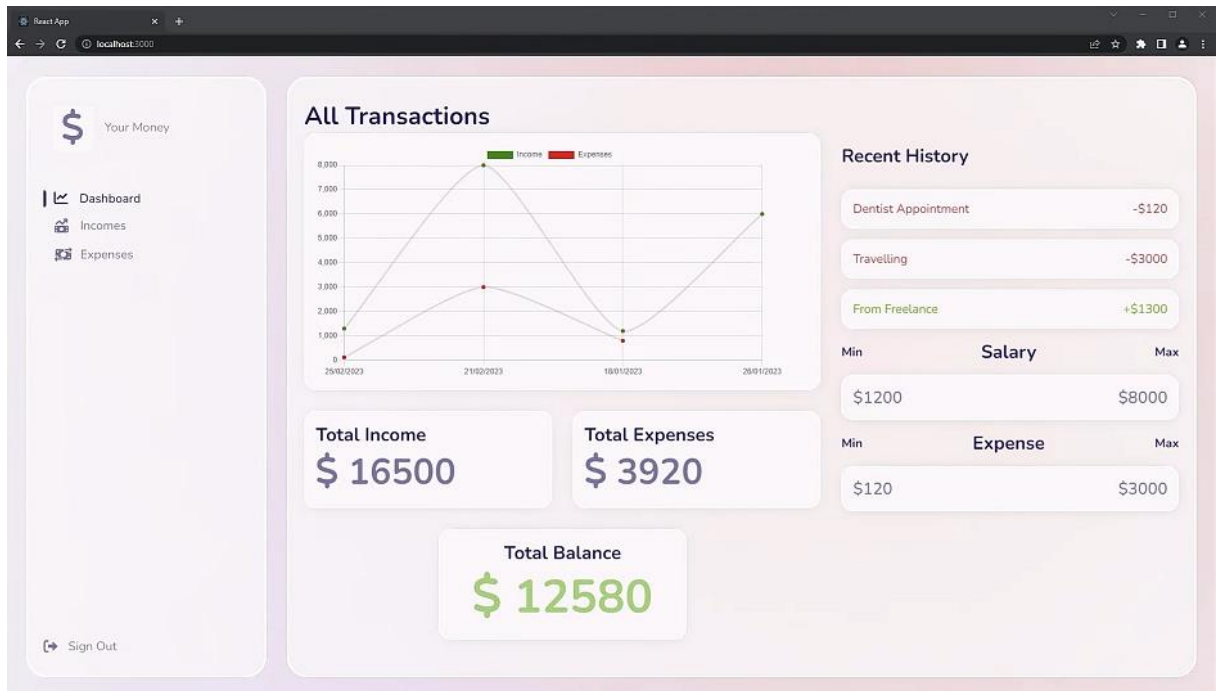 React App
localhost:3000
Your Money
Dashboard
Incomes
Expenses
Sign Out
All Transactions
Income Expenses
8,000
7,000
6,000
5,000
4,000
3,000
2,000
1,000
0
25/02/2023 21/02/2023 18/01/2023 26/01/2023
Total Income
$ 16500
Total Expenses
$ 3920
Total Balance
$ 12580
Recent History
Dentist Appointment -$120
Travelling -$3000
From Freelance +$1300
Min Salary Max
$1200 $8000
Min Expense Max
$120 $3000